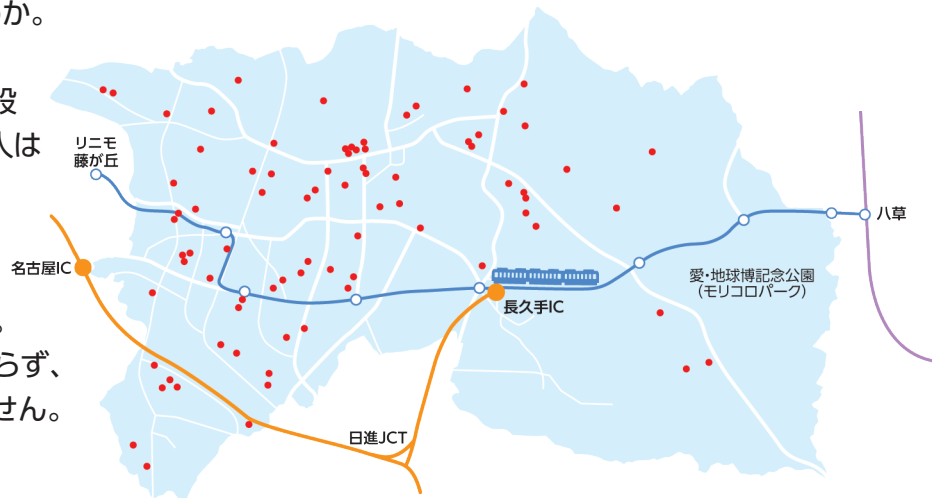 か。
設
人は
。
らず、
せん。
リニモ
藤が丘
名古屋IC
長久手IC
日進JCT
愛・地球博記念公園
（モリコロパーク）
八草